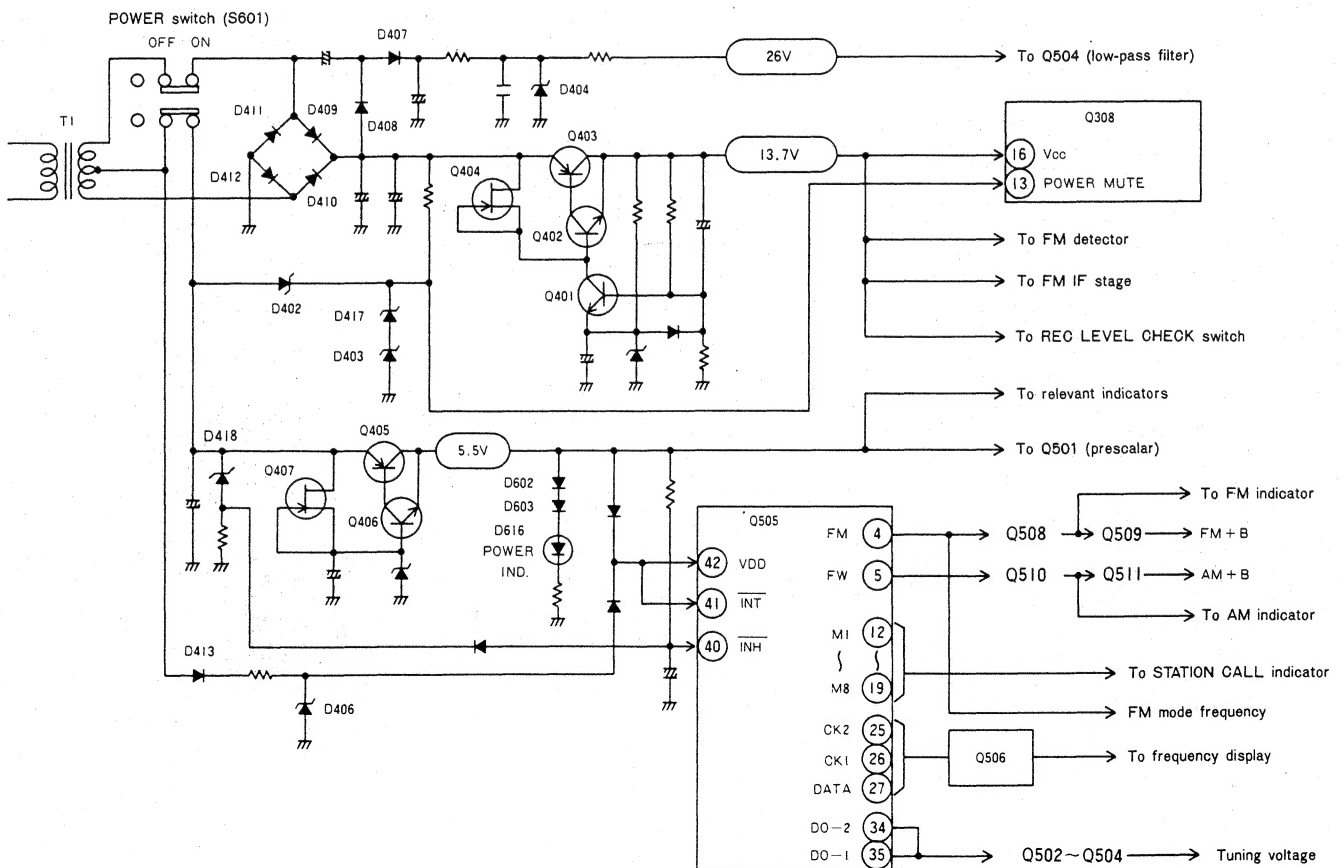 POWER switch (S601)
OFF ON
D407
26V
To Q504 (low-pass filter)
D404
D411
D409
D408
T1
Q403
Q308
13.7V
16 Vcc
Q404
13 POWER MUTE
D412
D410
Q402
To FM detector
Q401
To FM IF stage
D402
D417
To REC LEVEL CHECK switch
D403
To relevant indicators
D418
Q405
5.5V
To Q501 (prescalar)
Q407
D602
D603
Q406
D616
POWER
IND.
Q505
To FM indicator
FM 4
Q508
Q509
FM+B
42 VDD
FW 5
Q510
Q511
AM+B
41 INT
To AM indicator
40 INH
M1 12
D413
To STATION CALL indicator
M8 19
D406
FM mode frequency
CK2 25
CK1 26
Q506
To frequency display
DATA 27
DO-2 34
DO-1 35
Q502~Q504
Tuning voltage